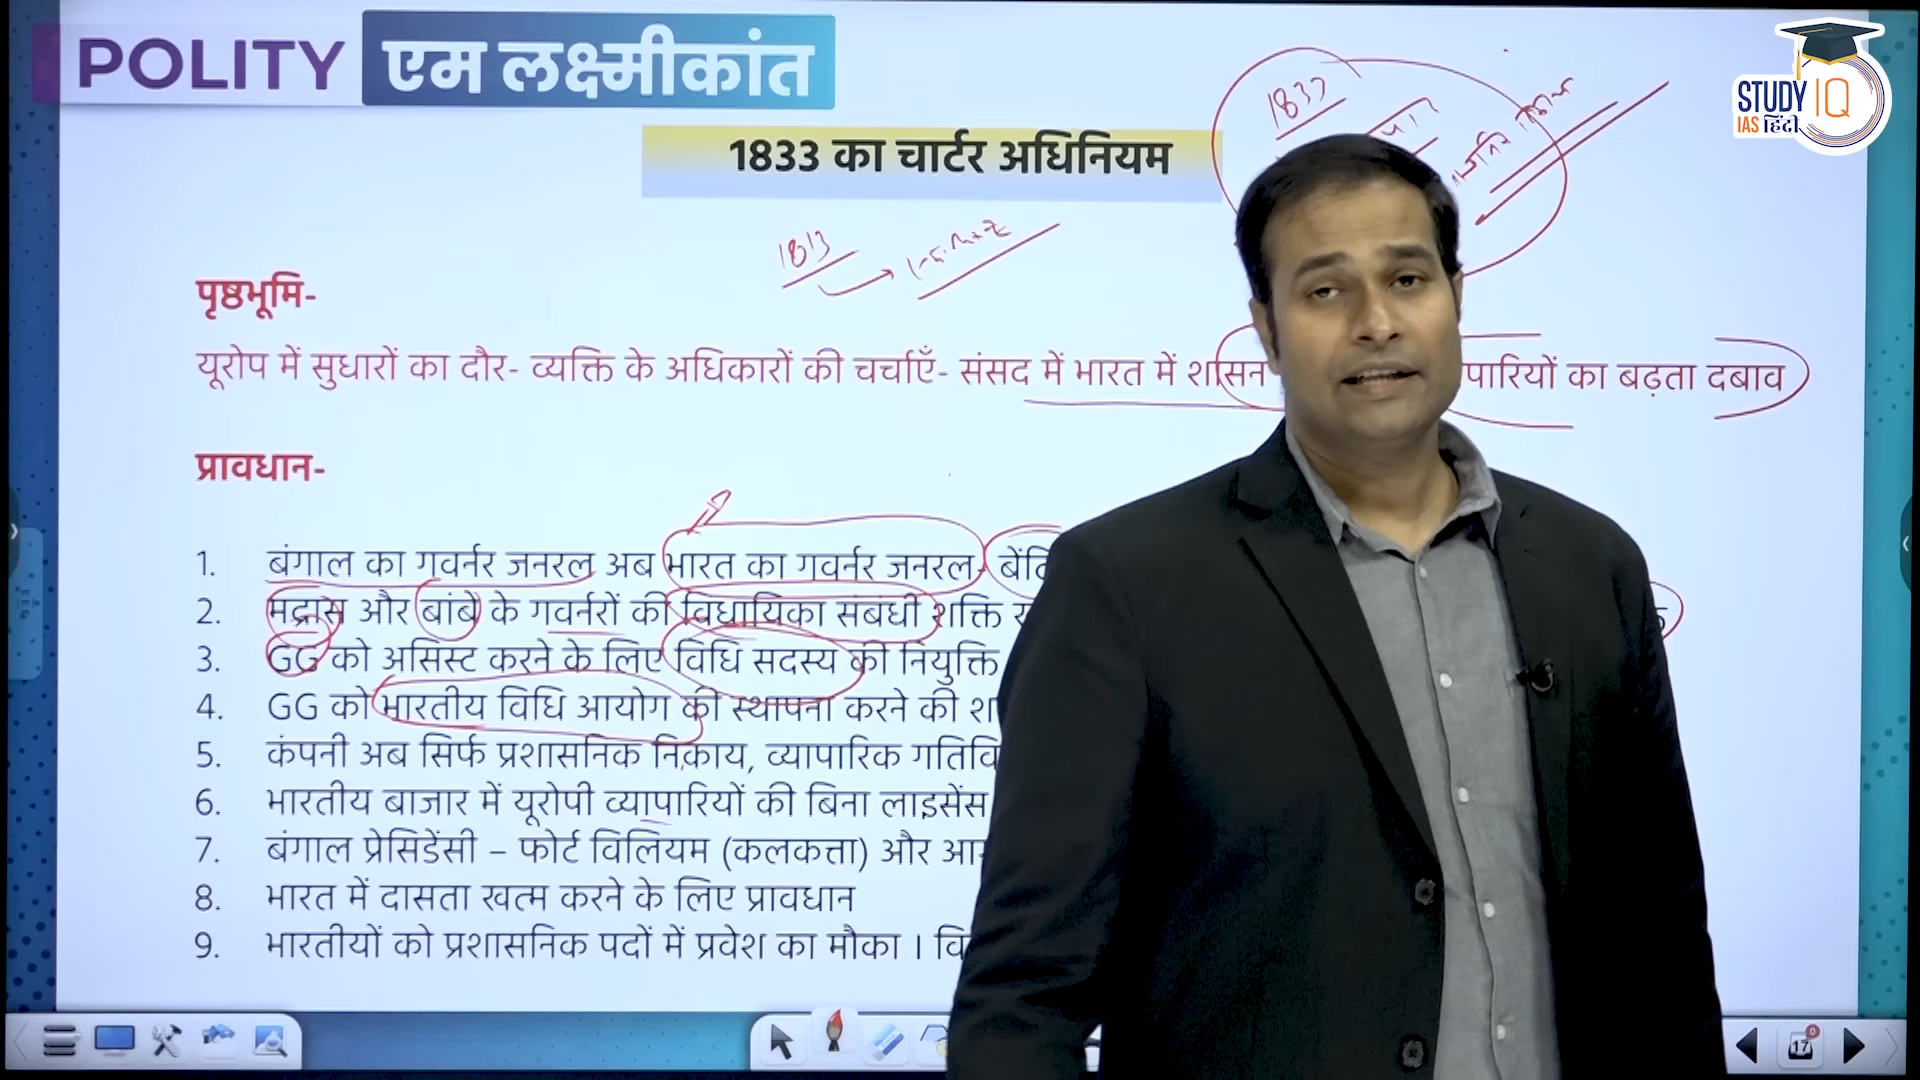 POLITY एम लक्ष्मीकांत
STUDY IQ
IAS हिंदी
1833 का चार्टर अधिनियम
1833
1813
पृष्ठभूमि-
यूरोप में सुधारों का दौर- व्यक्ति के अधिकारों की चर्चाएँ- संसद में भारत में शासन पारियों का बढ़ता दबाव
प्रावधान-
1. बंगाल का गवर्नर जनरल अब भारत का गवर्नर जनरल-
2. मद्रास और बांबे के गवर्नरों की विधायिका संबंधी शक्ति
3. GG को असिस्ट करने के लिए विधि सदस्य की नियुक्ति
4. GG को भारतीय विधि आयोग की स्थापना करने की श
5. कंपनी अब सिर्फ प्रशासनिक निकाय, व्यापारिक गतिवि
6. भारतीय बाजार में यूरोपी व्यापारियों की बिना लाइसेंस
7. बंगाल प्रेसिडेंसी – फोर्ट विलियम (कलकत्ता) और आ
8. भारत में दासता खत्म करने के लिए प्रावधान
9. भारतीयों को प्रशासनिक पदों में प्रवेश का मौका । वि
17
0